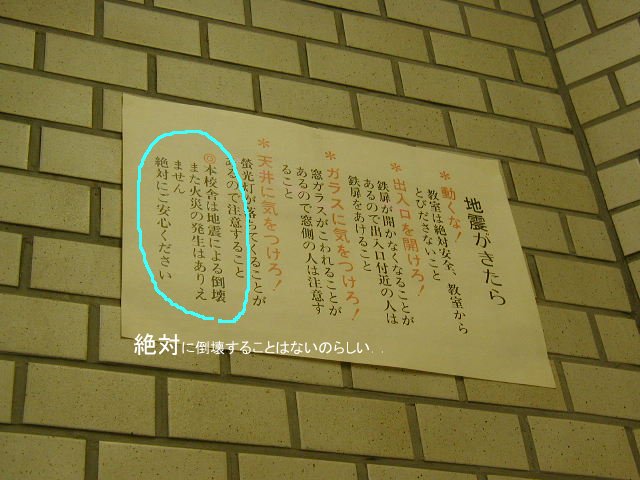 地震がきたら
＊動くな！
教室は絶対安全、教室から
とびださないこと
＊出入口を開けろ！
鉄扉が開かなくなることが
あるので出入口付近の人は
鉄扉をあけること
＊ガラスに気をつけろ！
窓ガラスがこわれることが
あるので窓側の人は注意す
ること
＊天井に気をつけろ！
螢光灯が落ちてくることが
あるので注意すること
◎本校舎は地震による倒壊
また火災の発生はありえ
ません
絶対にご安心ください
絶対に倒壊することはないのらしい．．